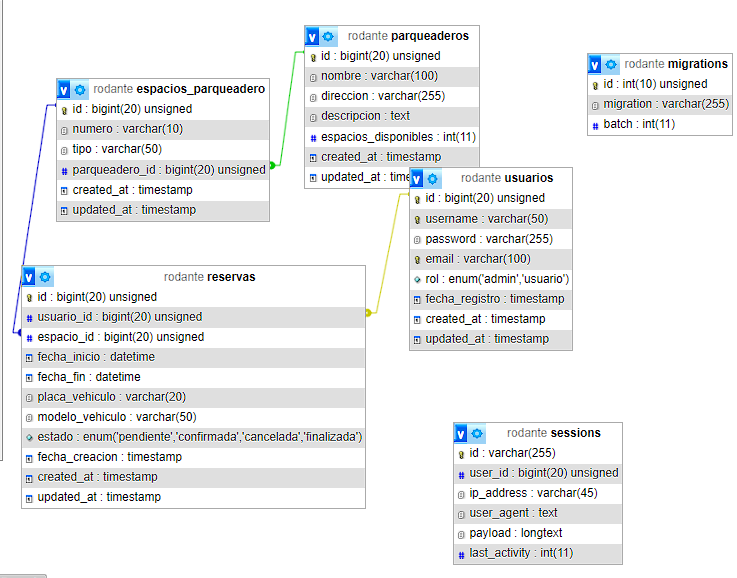 rodante parqueaderos
id : bigint(20) unsigned
nombre : varchar(100)
direccion : varchar(255)
descripcion : text
espacios_disponibles : int(11)
created_at : timestamp
updated_at : time
rodante migrations
id : int(10) unsigned
migration : varchar(255)
batch : int(11)
rodante espacios_parqueadero
id : bigint(20) unsigned
numero : varchar(10)
tipo : varchar(50)
parqueadero_id : bigint(20) unsigned
created_at : timestamp
updated_at : timestamp
rodante usuarios
id : bigint(20) unsigned
username : varchar(50)
password : varchar(255)
email : varchar(100)
rol : enum('admin','usuario')
fecha_registro : timestamp
created_at : timestamp
updated_at : timestamp
rodante reservas
id : bigint(20) unsigned
usuario_id : bigint(20) unsigned
espacio_id : bigint(20) unsigned
fecha_inicio : datetime
fecha_fin : datetime
placa_vehiculo : varchar(20)
modelo_vehiculo : varchar(50)
estado : enum('pendiente','confirmada','cancelada','finalizada')
fecha_creacion : timestamp
created_at : timestamp
updated_at : timestamp
rodante sessions
id : varchar(255)
user_id : bigint(20) unsigned
ip_address : varchar(45)
user_agent : text
payload : longtext
last_activity : int(11)